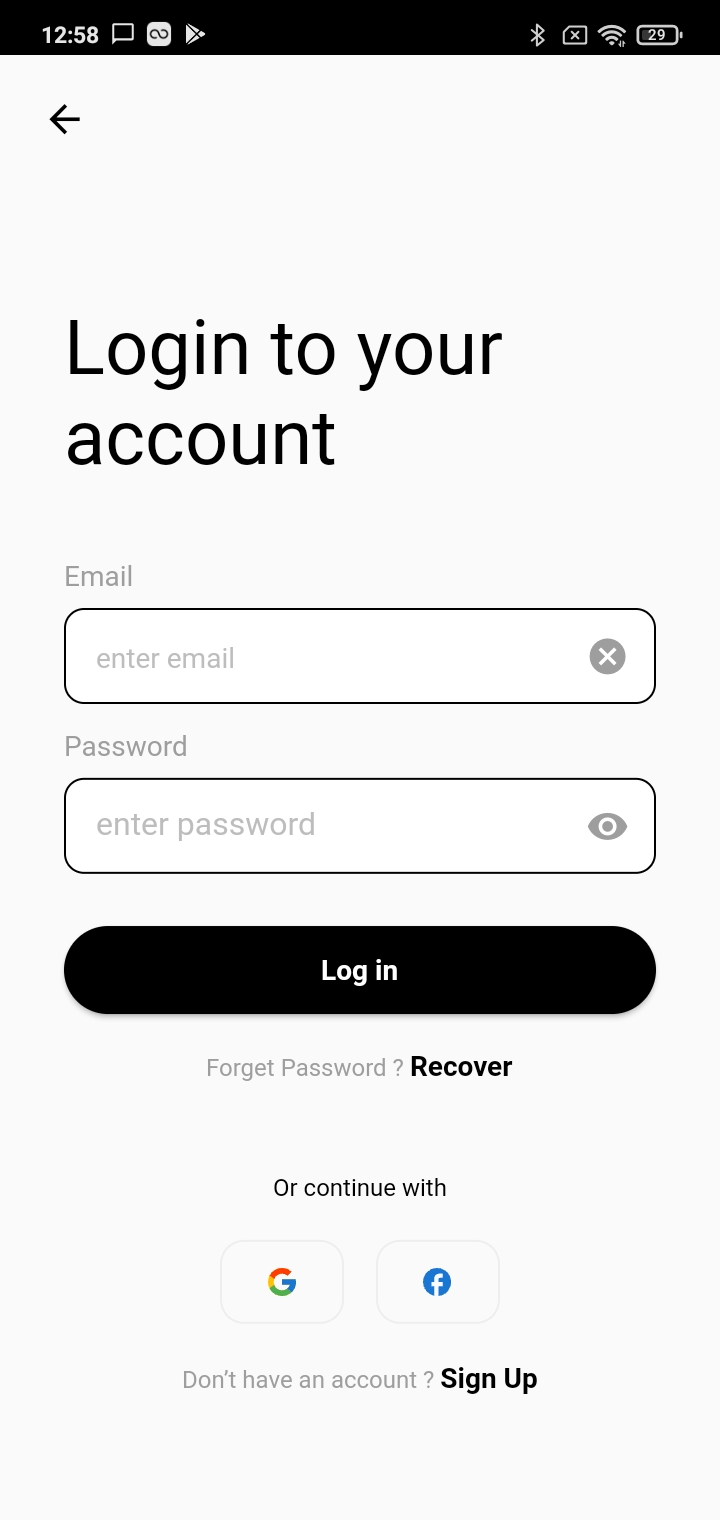 12:58
29
Login to your
account
Email
enter email
Password
enter password
Log in
Forget Password ? Recover
Or continue with
Don't have an account ? Sign Up